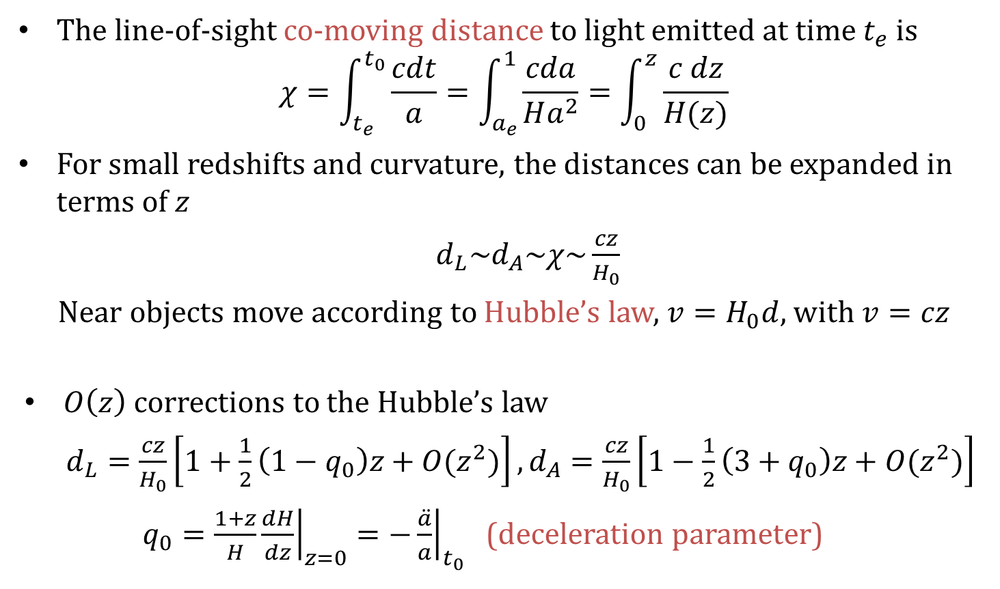 • The line-of-sight co-moving distance to light emitted at time $t_e$ is
$\chi = \int_{t_e}^{t_0} \frac{cdt}{a} = \int_{a_e}^{1} \frac{cda}{Ha^2} = \int_{0}^{z} \frac{c\ dz}{H(z)}$
• For small redshifts and curvature, the distances can be expanded in
terms of $z$
$d_L \sim d_A \sim \chi \sim \frac{cz}{H_0}$
Near objects move according to Hubble’s law, $v = H_0 d$, with $v = cz$
• $O(z)$ corrections to the Hubble’s law
$d_L = \frac{cz}{H_0}\left[1 + \frac{1}{2}(1 - q_0)z + O(z^2)\right], d_A = \frac{cz}{H_0}\left[1 - \frac{1}{2}(3 + q_0)z + O(z^2)\right]$
$q_0 = \frac{1+z}{H}\frac{dH}{dz}\Big|_{z=0} = -\frac{\ddot{a}}{a}\Big|_{t_0}$ (deceleration parameter)